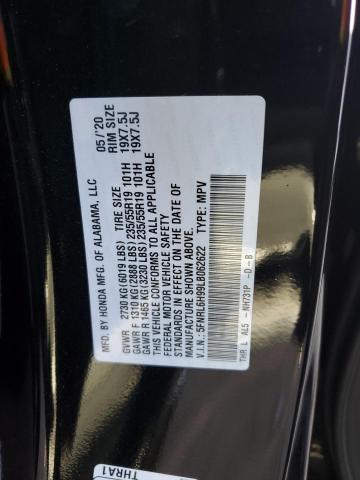 MFD. BY HONDA MFG. OF ALABAMA, LLC 05/'20
TIRE SIZE RIM SIZE
GVWR 2730 KG(6019 LBS)
GAWR F 1310 KG(2888 LBS)235/55R19 101H 19X7.5J
GAWR R 1465 KG(3230 LBS)235/55R19 101H 19X7.5J
THIS VEHICLE CONFORMS TO ALL APPLICABLE
FEDERAL MOTOR VEHICLE SAFETY
STANDARDS IN EFFECT ON THE DATE OF
MANUFACTURE SHOWN ABOVE.
V.I.N.: 5FNRL6H99LB062622 TYPE: MPV
THR L AE5 - NH731P - D - B
THRA1